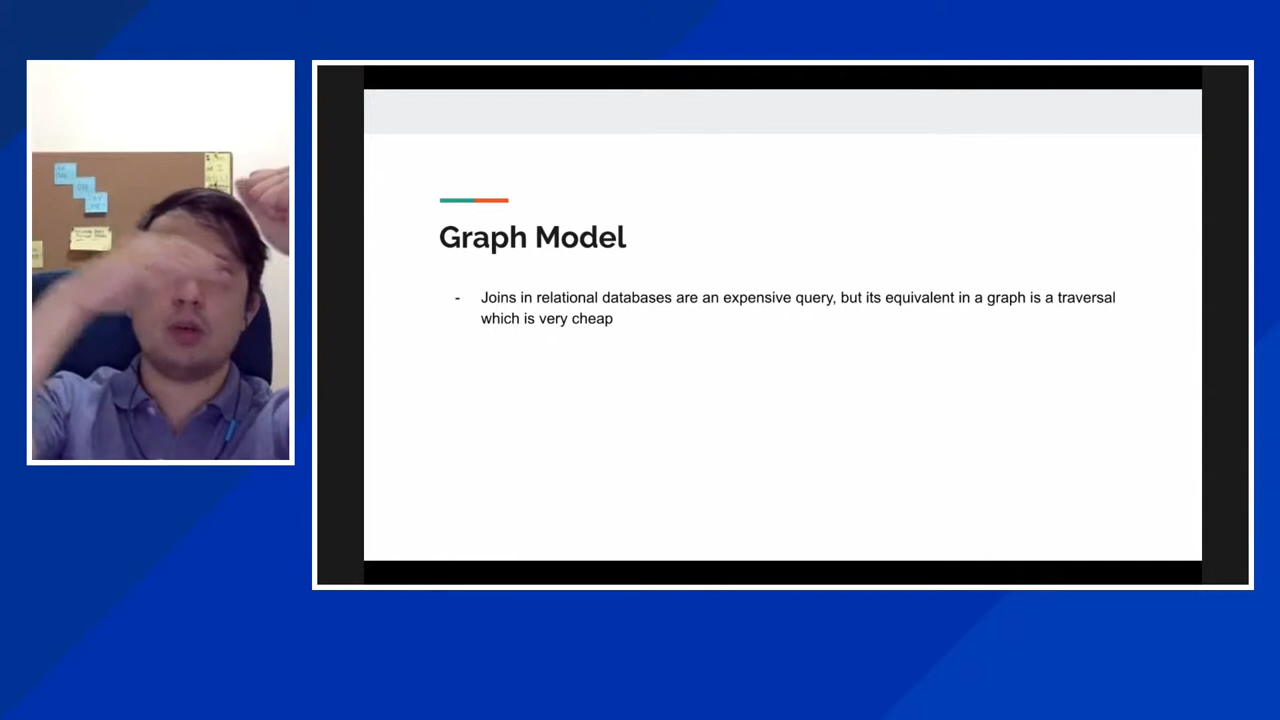 Graph Model
- Joins in relational databases are an expensive query, but its equivalent in a graph is a traversal
which is very cheap